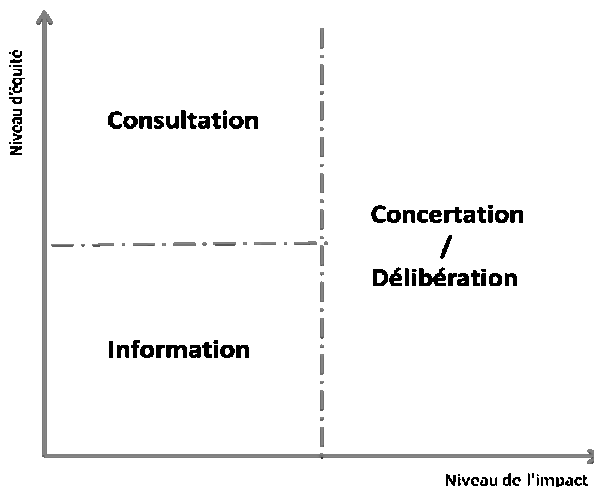 Niveau d'équité
Consultation
Concertation
/
Délibération
Information
Niveau de l'impact